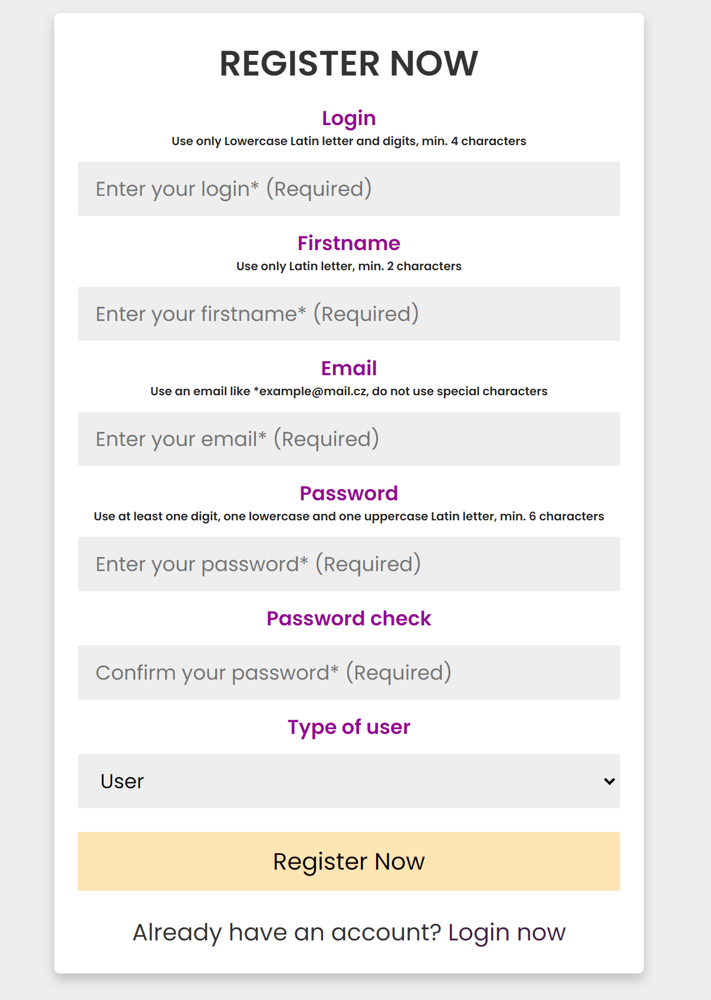 REGISTER NOW
Login
Use only Lowercase Latin letter and digits, min. 4 characters
Enter your login* (Required)
Firstname
Use only Latin letter, min. 2 characters
Enter your firstname* (Required)
Email
Use an email like *example@mail.cz, do not use special characters
Enter your email* (Required)
Password
Use at least one digit, one lowercase and one uppercase Latin letter, min. 6 characters
Enter your password* (Required)
Password check
Confirm your password* (Required)
Type of user
User
Register Now
Already have an account? Login now